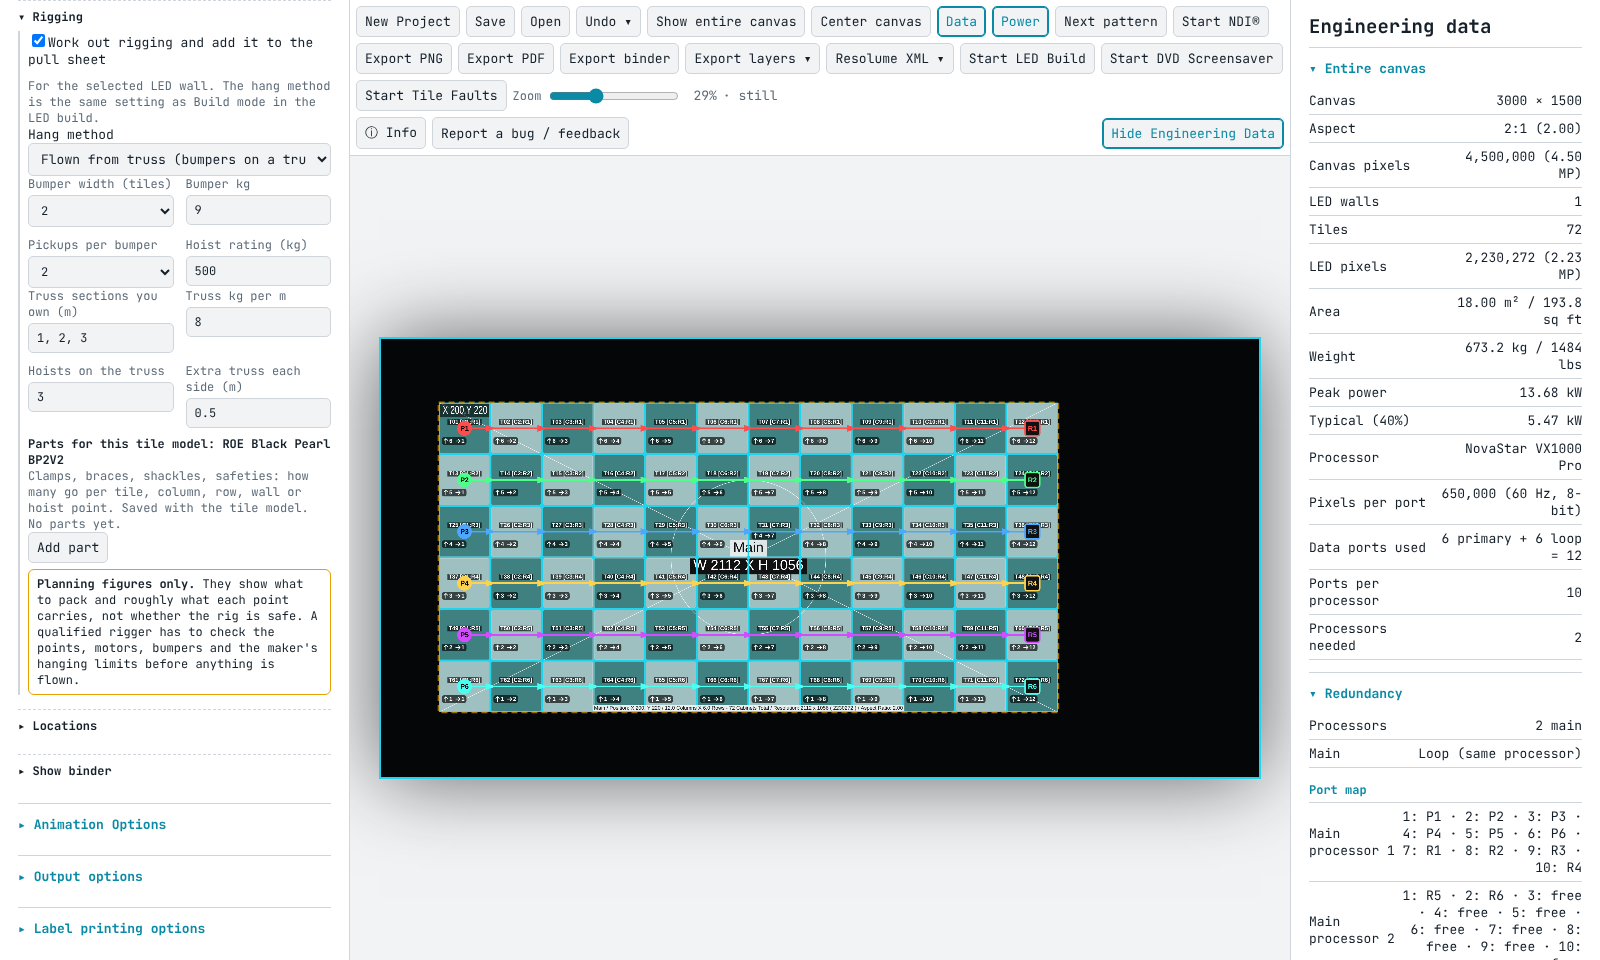 ▾ Rigging
Work out rigging and add it to the
pull sheet
For the selected LED wall. The hang method
is the same setting as Build mode in the
LED build.
Hang method
Flown from truss (bumpers on a tru
Bumper width (tiles) Bumper kg
2 9
Pickups per bumper Hoist rating (kg)
2 500
Truss sections you
own (m)
Truss kg per m
1, 2, 3 8
Hoists on the truss
Extra truss each
side (m)
3 0.5
Parts for this tile model: ROE Black Pearl
BP2V2
Clamps, braces, shackles, safeties: how
many go per tile, column, row, wall or
hoist point. Saved with the tile model.
No parts yet.
Add part
Planning figures only. They show what
to pack and roughly what each point
carries, not whether the rig is safe. A
qualified rigger has to check the
points, motors, bumpers and the maker's
hanging limits before anything is
flown.
▸ Locations
▸ Show binder
▸ Animation Options
▸ Output options
▸ Label printing options
New Project Save Open Undo ▾ Show entire canvas Center canvas Data Power Next pattern Start NDI®
Export PNG Export PDF Export binder Export layers ▾ Resolume XML ▾ Start LED Build Start DVD Screensaver
Start Tile Faults Zoom 29% · still
ⓘ Info Report a bug / feedback Hide Engineering Data
X 200 Y 220
P1 R1
P2 R2
P3 R3
Main
W 2112 X H 1056
P4 R4
P5 R5
P6 R6
Engineering data
▾ Entire canvas
Canvas 3000 × 1500
Aspect 2:1 (2.00)
Canvas pixels 4,500,000 (4.50
MP)
LED walls 1
Tiles 72
LED pixels 2,230,272 (2.23
MP)
Area 18.00 m² / 193.8
sq ft
Weight 673.2 kg / 1484
lbs
Peak power 13.68 kW
Typical (40%) 5.47 kW
Processor NovaStar VX1000
Pro
Pixels per port 650,000 (60 Hz, 8-
bit)
Data ports used 6 primary + 6 loop
= 12
Ports per
processor 10
Processors
needed 2
▾ Redundancy
Processors 2 main
Main Loop (same processor)
Port map
Main
processor 1
1: P1 · 2: P2 · 3: P3 ·
4: P4 · 5: P5 · 6: P6 ·
7: R1 · 8: R2 · 9: R3 ·
10: R4
Main
processor 2
1: R5 · 2: R6 · 3: free
· 4: free · 5: free ·
6: free · 7: free · 8:
free · 9: free · 10: